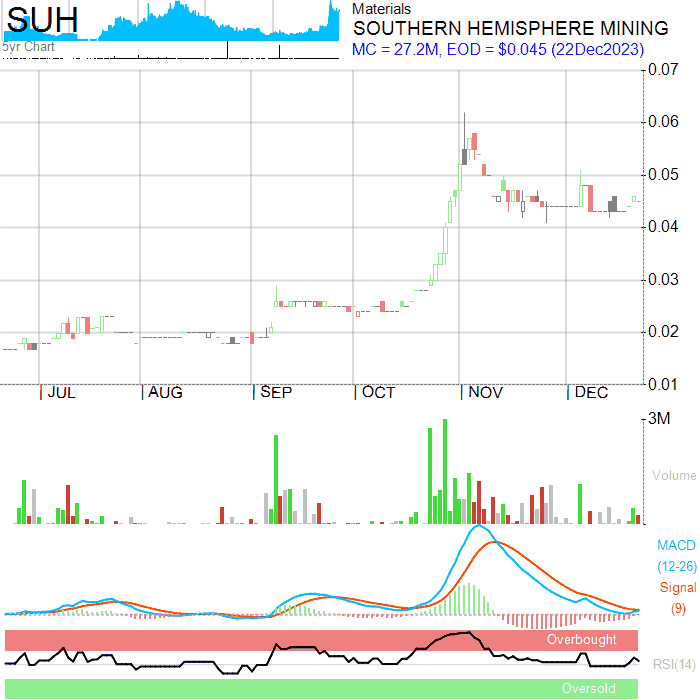 SUH
Materials
SOUTHERN HEMISPHERE MINING
MC = 27.2M, EOD = $0.045 (22Dec2023)
5yr Chart
0.07
0.06
0.05
0.04
0.03
0.02
0.01
JUL AUG SEP OCT NOV DEC
3M
Volume
MACD
(12-26)
Signal
(9)
Overbought
RSI(14)
Oversold